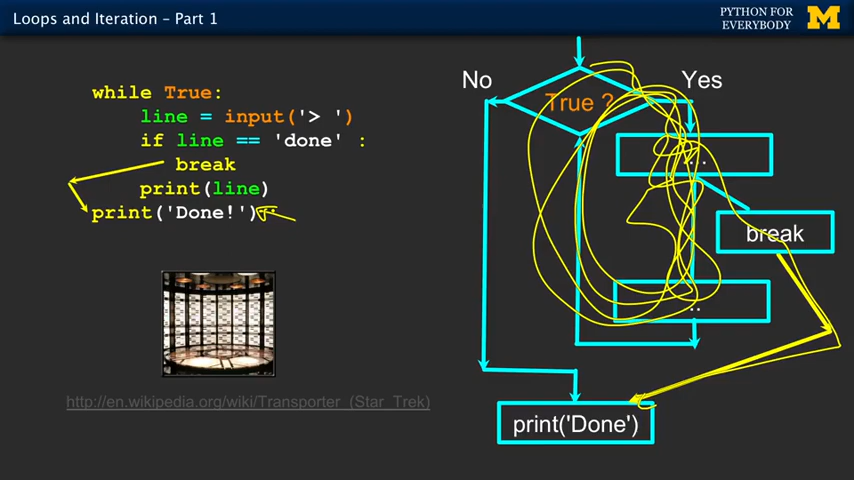 Loops and Iteration – Part 1
PYTHON FOR
EVERYBODY
M
while True:
    line = input('> ')
    if line == 'done' :
        break
    print(line)
print('Done!')
No
Yes
True ?
...
break
..
print('Done')
http://en.wikipedia.org/wiki/Transporter_(Star_Trek)